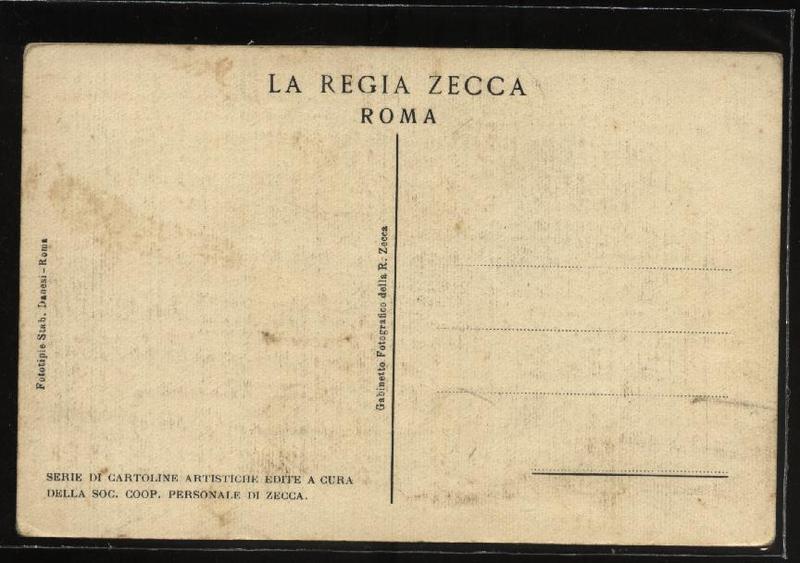 LA REGIA ZECCA
ROMA
Fototipie Stab. Danesi-Roma
Gabinetto Fotografico della R. Zecca
SERIE DI CARTOLINE ARTISTICHE EDITE A CURA
DELLA SOC. COOP. PERSONALE DI ZECCA.